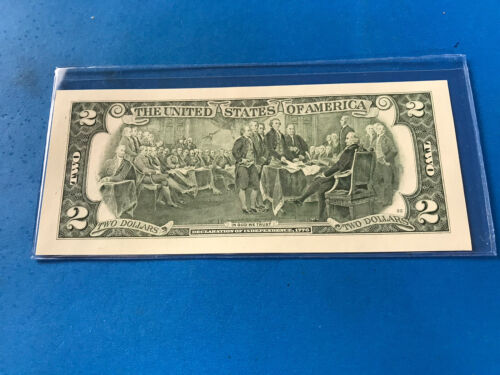 THE UNITED STATES OF AMERICA
2 2
TWO TWO
2 2
TWO DOLLARS IN GOD WE TRUST TWO DOLLARS
DECLARATION OF INDEPENDENCE, 1776